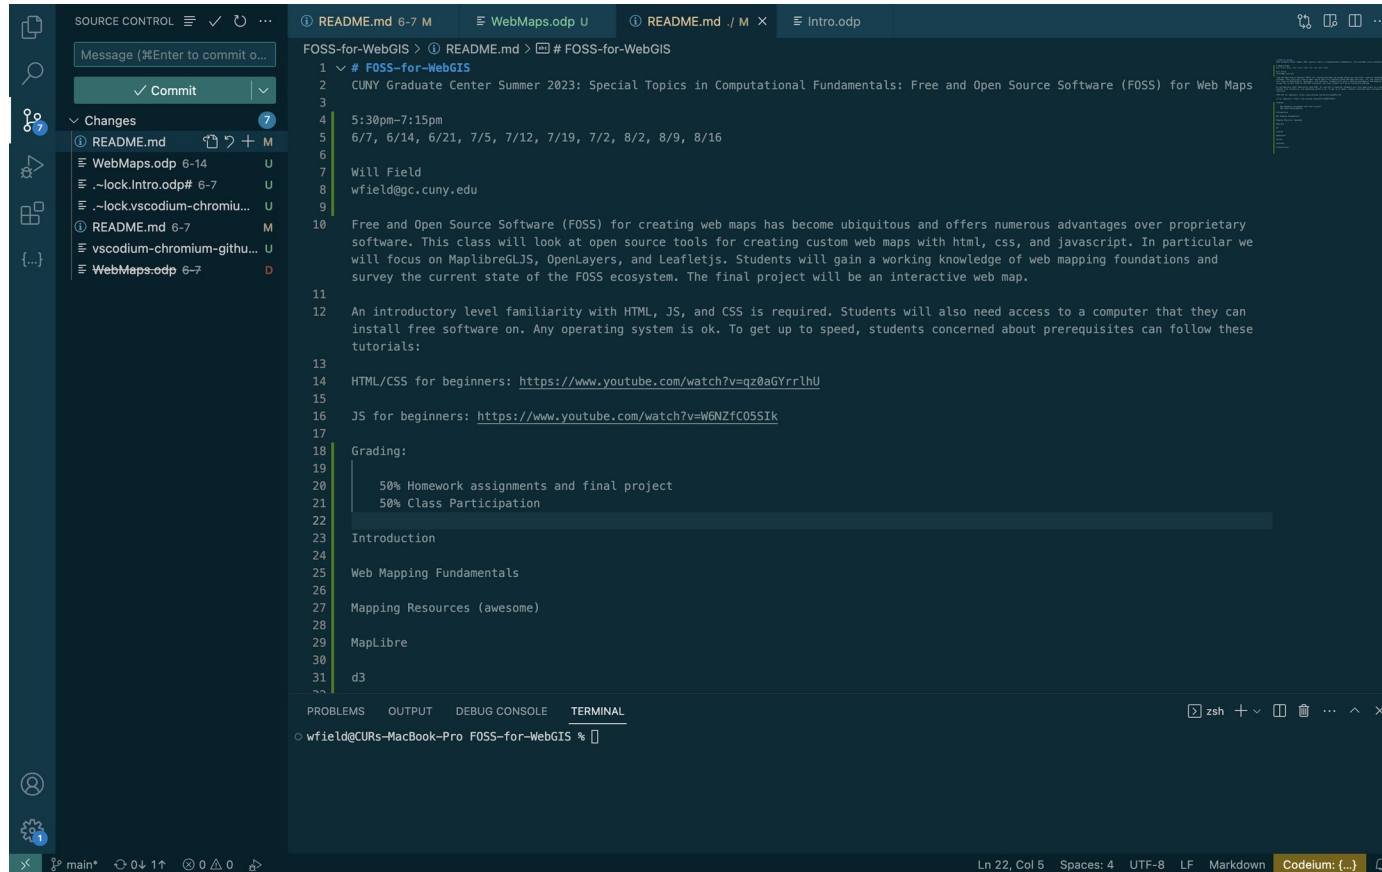 SOURCE CONTROL
Message (⌘Enter to commit o...
Commit
Changes 7
README.md M
WebMaps.odp 6-14 U
.~lock.Intro.odp# 6-7 U
.~lock.vscodium-chromiu... U
README.md 6-7 M
vscodium-chromium-githu... U
WebMaps.odp 6-7 D
7
1
README.md 6-7 M
WebMaps.odp U
README.md ./ M
Intro.odp
FOSS-for-WebGIS > README.md > # FOSS-for-WebGIS
1 # FOSS-for-WebGIS
2 CUNY Graduate Center Summer 2023: Special Topics in Computational Fundamentals: Free and Open Source Software (FOSS) for Web Maps
3
4 5:30pm-7:15pm
5 6/7, 6/14, 6/21, 7/5, 7/12, 7/19, 7/2, 8/2, 8/9, 8/16
6
7 Will Field
8 wfield@gc.cuny.edu
9
10 Free and Open Source Software (FOSS) for creating web maps has become ubiquitous and offers numerous advantages over proprietary
software. This class will look at open source tools for creating custom web maps with html, css, and javascript. In particular we
will focus on MaplibreGLJS, OpenLayers, and Leafletjs. Students will gain a working knowledge of web mapping foundations and
survey the current state of the FOSS ecosystem. The final project will be an interactive web map.
11
12 An introductory level familiarity with HTML, JS, and CSS is required. Students will also need access to a computer that they can
install free software on. Any operating system is ok. To get up to speed, students concerned about prerequisites can follow these
tutorials:
13
14 HTML/CSS for beginners: https://www.youtube.com/watch?v=qz0aGYrrlhU
15
16 JS for beginners: https://www.youtube.com/watch?v=W6NZfCO5SIk
17
18 Grading:
19
20 50% Homework assignments and final project
21 50% Class Participation
22
23 Introduction
24
25 Web Mapping Fundamentals
26
27 Mapping Resources (awesome)
28
29 MapLibre
30
31 d3
PROBLEMS OUTPUT DEBUG CONSOLE TERMINAL
zsh
wfield@CURs-MacBook-Pro FOSS-for-WebGIS %
main* 0↓ 1↑ 0 0
Ln 22, Col 5 Spaces: 4 UTF-8 LF Markdown Codeium: {...}